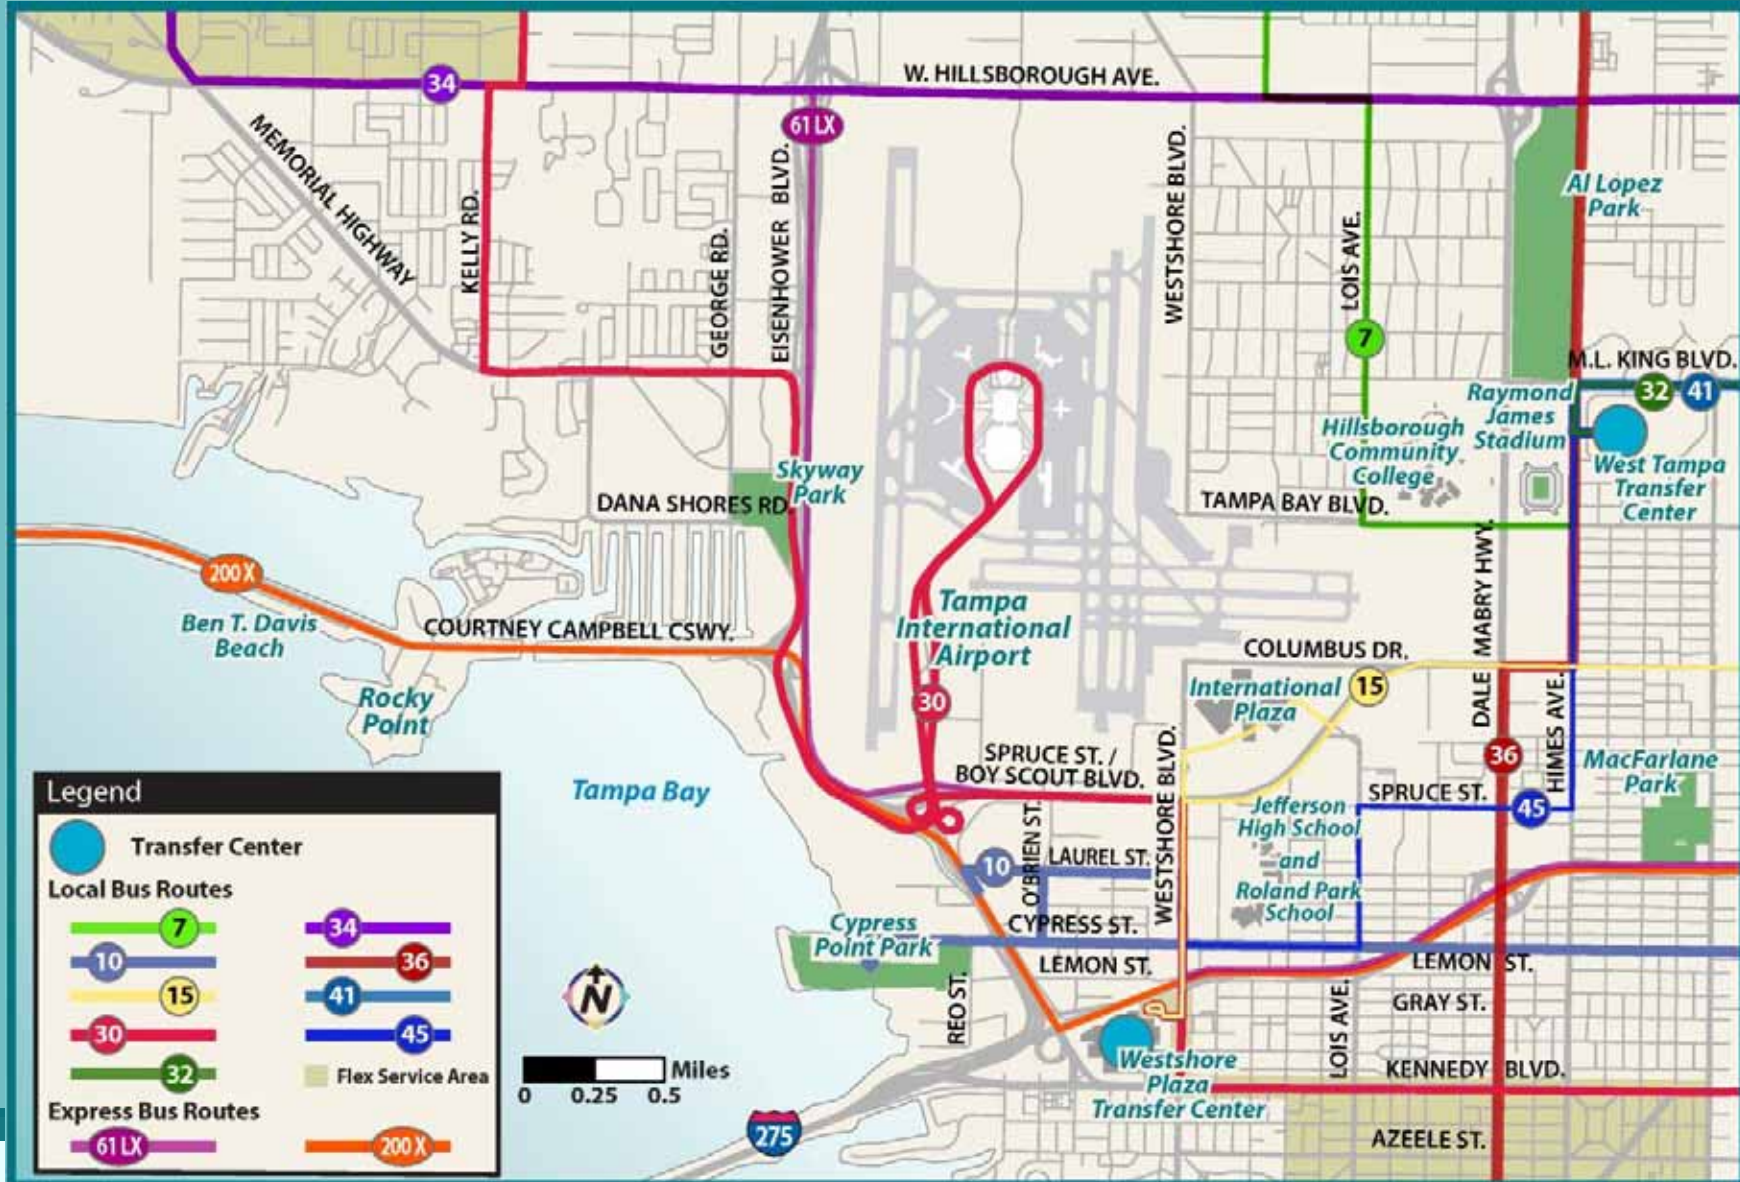 W. HILLSBOROUGH AVE.
34
61 LX
MEMORIAL HIGHWAY
KELLY RD.
GEORGE RD.
EISENHOWER BLVD.
WESTSHORE BLVD.
LOIS AVE.
7
Al Lopez
Park
M.L. KING BLVD.
32
41
Raymond
James
Stadium
Hillsborough
Community
College
West Tampa
Transfer
Center
Skyway
Park
DANA SHORES RD.
TAMPA BAY BLVD.
DALE MABRY HWY.
200 X
Ben T. Davis
Beach
COURTNEY CAMPBELL CSWY.
Rocky
Point
Tampa
International
Airport
30
COLUMBUS DR.
15
International
Plaza
HIMES AVE.
36
MacFarlane
Park
SPRUCE ST. /
BOY SCOUT BLVD.
WESTSHORE BLVD.
SPRUCE ST.
45
Tampa Bay
Jefferson
High School
and
Roland Park
School
O'BRIEN ST.
10
LAUREL ST.
CYPRESS ST.
Cypress
Point Park
LEMON ST.
LEMON ST.
GRAY ST.
REO ST.
LOIS AVE.
KENNEDY BLVD.
Westshore
Plaza
Transfer Center
AZEELE ST.
275
N
Miles
0 0.25 0.5
Legend
Transfer Center
Local Bus Routes
7 34
10 36
15 41
30 45
32 Flex Service Area
Express Bus Routes
61 LX 200 X